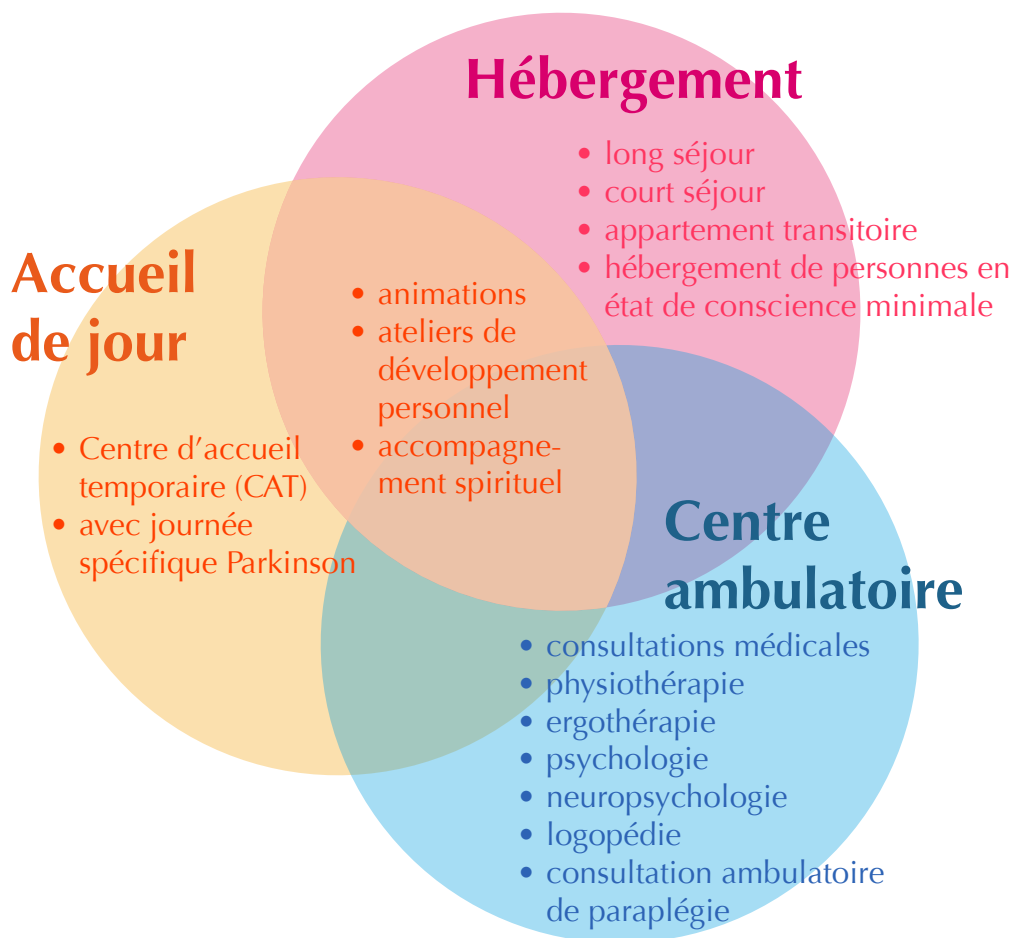 Hébergement
• long séjour
• court séjour
• appartement transitoire
• hébergement de personnes en
état de conscience minimale
Accueil
de jour
• Centre d’accueil
temporaire (CAT)
• avec journée
spécifique Parkinson
• animations
• ateliers de
développement
personnel
• accompagne-
ment spirituel
Centre
ambulatoire
• consultations médicales
• physiothérapie
• ergothérapie
• psychologie
• neuropsychologie
• logopédie
• consultation ambulatoire
de paraplégie